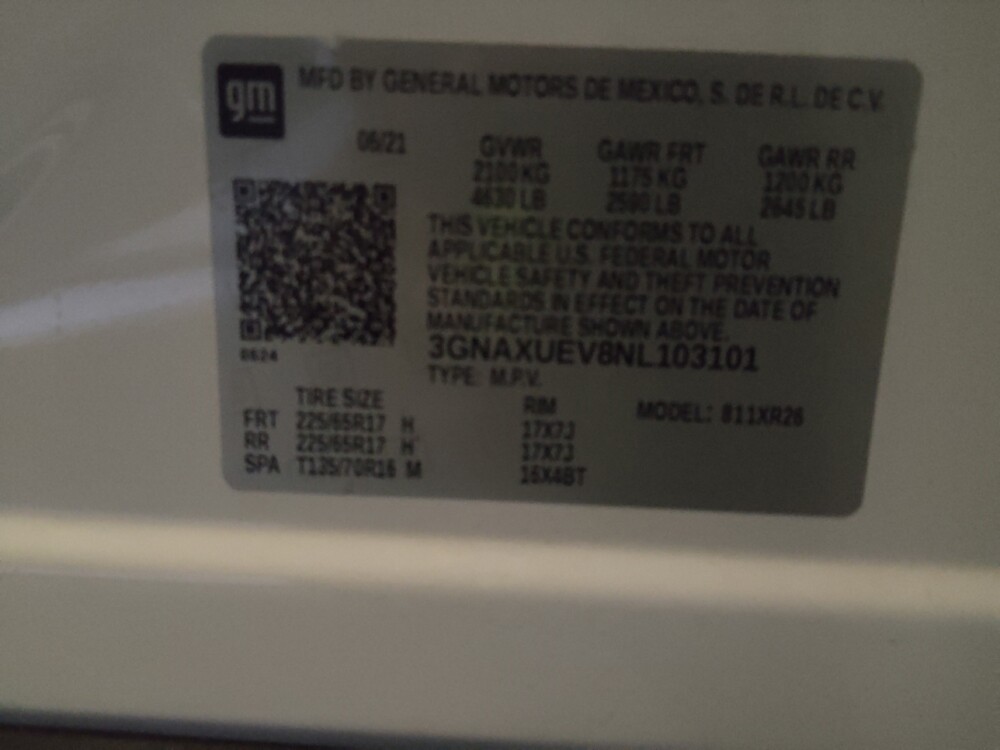 gm
MFD BY GENERAL MOTORS DE MEXICO, S. DE R.L. DE C.V.
06/21 GVWR GAWR FRT GAWR RR
2100 KG 1175 KG 1200 KG
4630 LB 2590 LB 2645 LB
THIS VEHICLE CONFORMS TO ALL
APPLICABLE U.S. FEDERAL MOTOR
VEHICLE SAFETY AND THEFT PREVENTION
STANDARDS IN EFFECT ON THE DATE OF
MANUFACTURE SHOWN ABOVE.
3GNAXUEV8NL103101
0624
TYPE: M.P.V.
TIRE SIZE RIM MODEL: 811XR26
FRT 225/65R17 H 17X7J
RR 225/65R17 H 17X7J
SPA T135/70R16 M 16X4BT